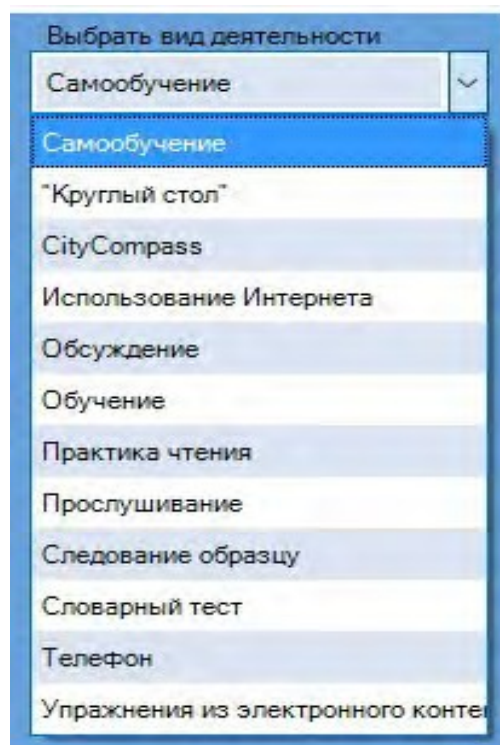 Выбрать вид деятельности
Самообучение
Самообучение
"Круглый стол"
CityCompass
Использование Интернета
Обсуждение
Обучение
Практика чтения
Прослушивание
Следование образцу
Словарный тест
Телефон
Упражнения из электронного конте